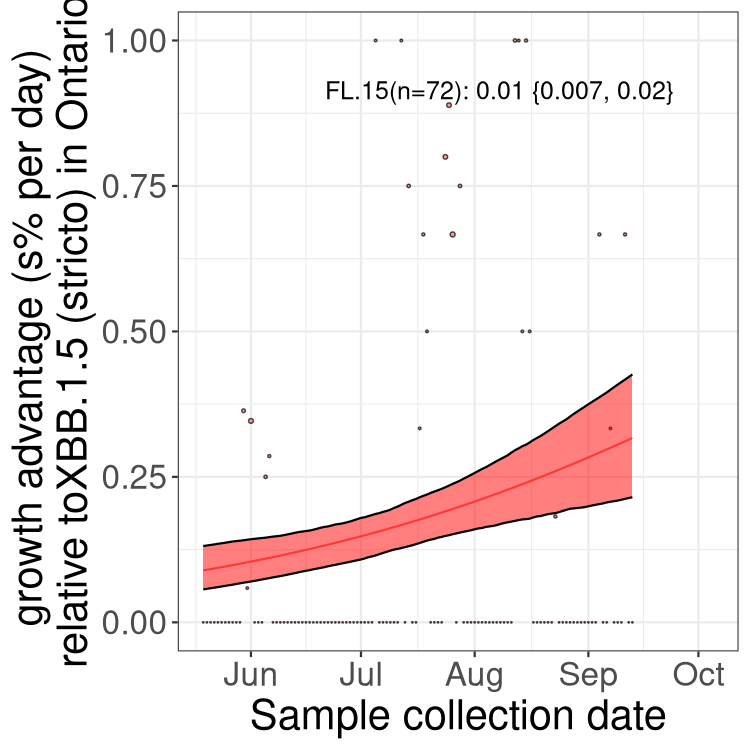 growth advantage (s% per day)
relative toXBB.1.5 (stricto) in Ontario
1.00
0.75
0.50
0.25
0.00
FL.15(n=72): 0.01 {0.007, 0.02}
Jun Jul Aug Sep Oct
Sample collection date